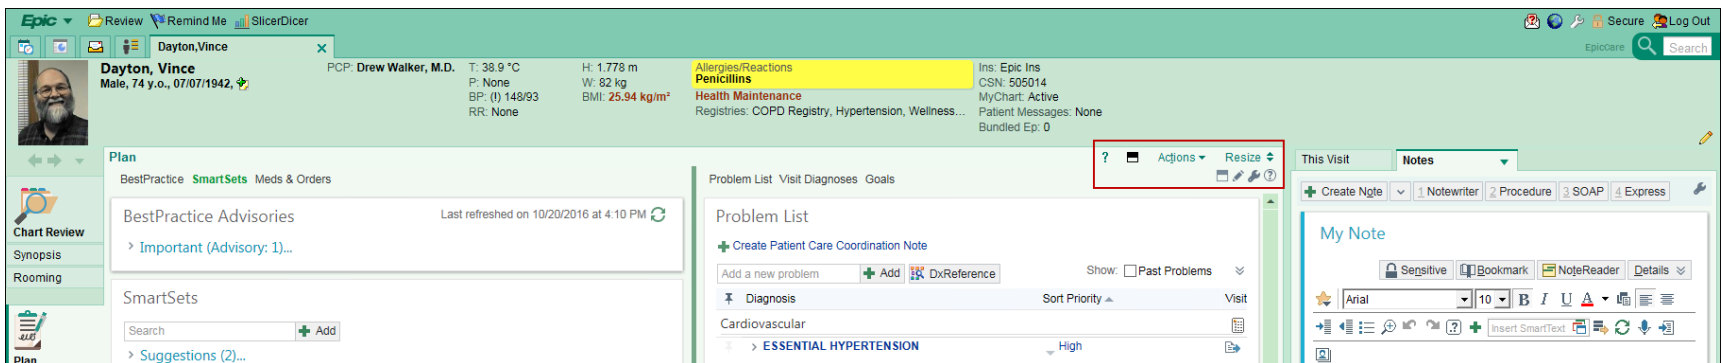 Epic Review Remind Me SlicerDicer Secure Log Out
Dayton,Vince EpicCare Search
Dayton, Vince
Male, 74 y.o., 07/07/1942,
PCP: Drew Walker, M.D.
T: 38.9 °C
P: None
BP: (!) 148/93
RR: None
H: 1.778 m
W: 82 kg
BMI: 25.94 kg/m²
Allergies/Reactions
Penicillins
Health Maintenance
Registries: COPD Registry, Hypertension, Wellness...
Ins: Epic Ins
CSN: 505014
MyChart: Active
Patient Messages: None
Bundled Ep: 0
Chart Review
Synopsis
Rooming
Plan
Plan
? Actions Resize
BestPractice SmartSets Meds & Orders
BestPractice Advisories Last refreshed on 10/20/2016 at 4:10 PM
> Important (Advisory: 1)...
SmartSets
Search Add
> Suggestions (2)...
Problem List Visit Diagnoses Goals
Problem List
Create Patient Care Coordination Note
Add a new problem Add DxReference Show: Past Problems
Diagnosis Sort Priority Visit
Cardiovascular
> ESSENTIAL HYPERTENSION High
This Visit Notes
Create Note 1 Notewriter 2 Procedure 3 SOAP 4 Express
My Note
Sensitive Bookmark NoteReader Details
Arial 10 B I U A
Insert SmartText